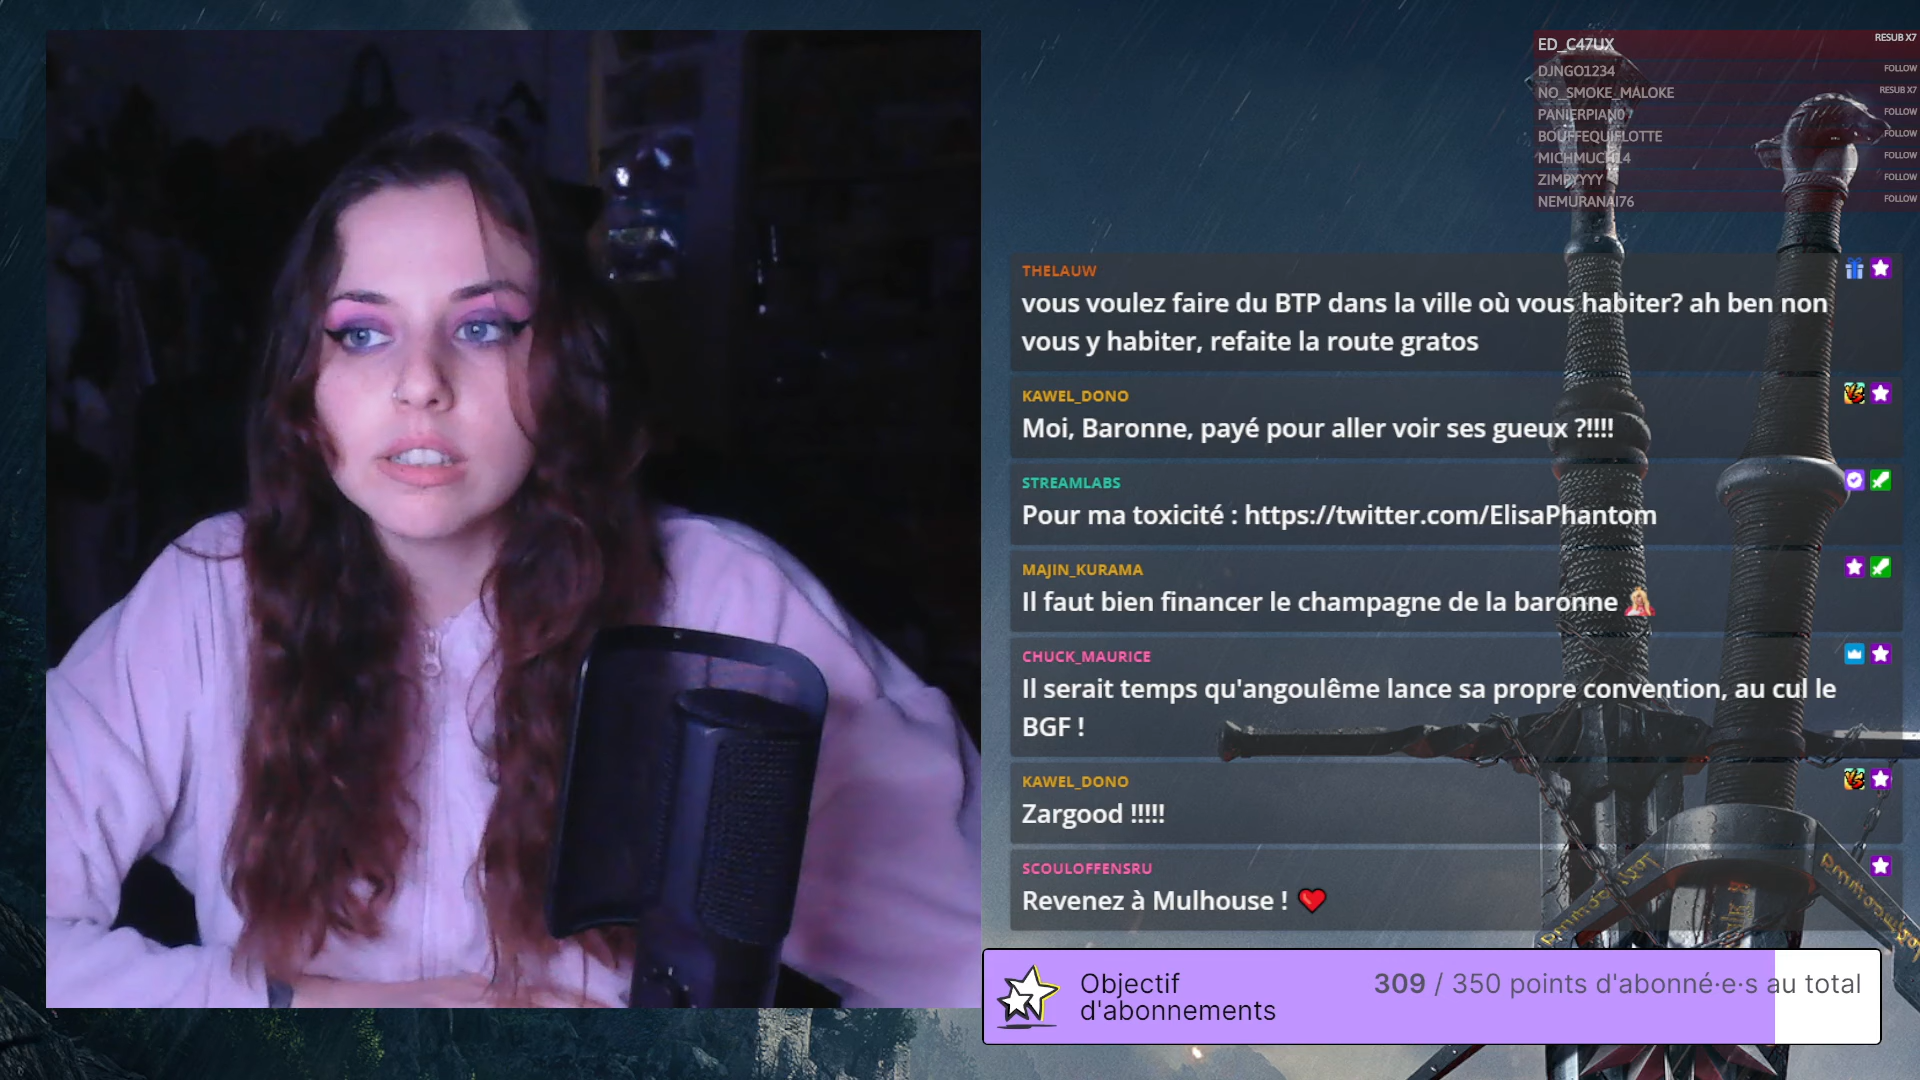 ED_C47UX RESUB X7
DJNGO1234 FOLLOW
NO_SMOKE_MALOKE RESUB X7
PANIERPIAN07 FOLLOW
BOUFFEQUIFLOTTE FOLLOW
MICHMUCH14 FOLLOW
ZIMPYYYY FOLLOW
NEMURANAI76 FOLLOW
THELAUW
vous voulez faire du BTP dans la ville où vous habiter? ah ben non
vous y habiter, refaite la route gratos
KAWEL_DONO
Moi, Baronne, payé pour aller voir ses gueux ?!!!!
STREAMLABS
Pour ma toxicité : https://twitter.com/ElisaPhantom
MAJIN_KURAMA
Il faut bien financer le champagne de la baronne
CHUCK_MAURICE
Il serait temps qu'angoulême lance sa propre convention, au cul le
BGF !
KAWEL_DONO
Zargood !!!!!
SCOULOFFENSRU
Revenez à Mulhouse !
Objectif
d'abonnements
309 / 350 points d'abonné·e·s au total